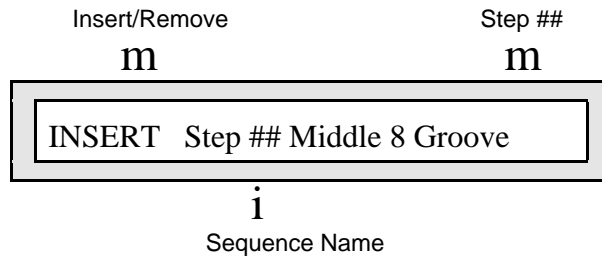 Insert/Remove Step ##
m m
INSERT Step ## Middle 8 Groove
i
Sequence Name